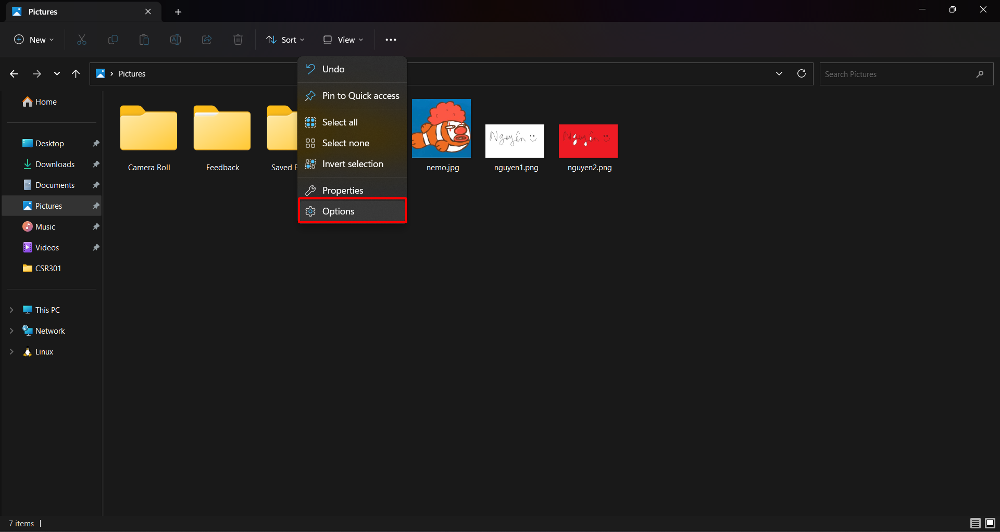 Pictures
New
Sort
View
Pictures
Search Pictures
Undo
Pin to Quick access
Select all
Select none
Invert selection
Properties
Options
Home
Desktop
Downloads
Documents
Pictures
Music
Videos
CSR301
This PC
Network
Linux
Nguyên
Nguyên
Camera Roll
Feedback
Saved P
nemo.jpg
nguyen1.png
nguyen2.png
7 items